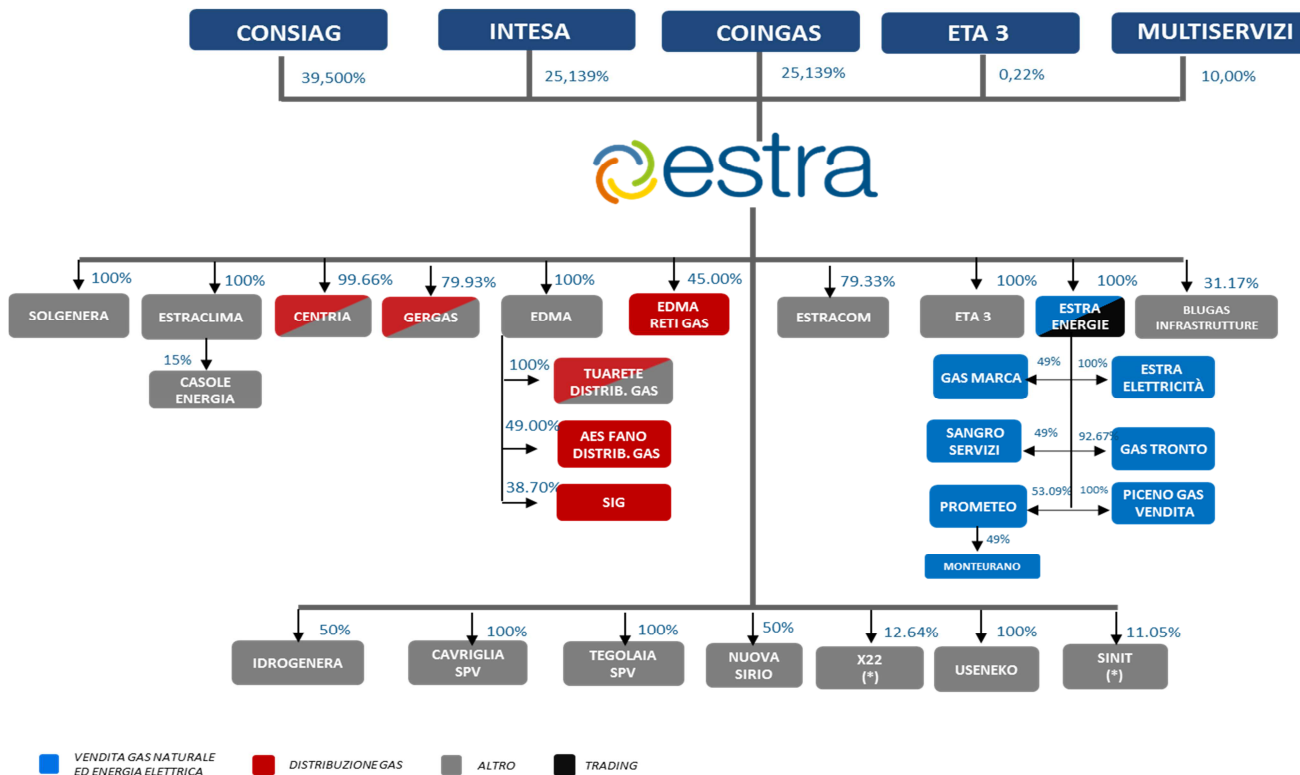 CONSIAG
INTESA
COINGAS
ETA 3
MULTISERVIZI
39,500%
25,139%
25,139%
0,22%
10,00%
estra
100%
100%
99.66%
79.93%
100%
45.00%
79.33%
100%
100%
31.17%
SOLGENERA
ESTRACLIMA
CENTRIA
GERGAS
EDMA
EDMA
RETI GAS
ESTRACOM
ETA 3
ESTRA
ENERGIE
BLUGAS
INFRASTRUTTURE
15%
CASOLE
ENERGIA
100%
TUARETE
DISTRIB. GAS
49.00%
AES FANO
DISTRIB. GAS
38.70%
SIG
GAS MARCA
49%
100%
ESTRA
ELETTRICITÀ
SANGRO
SERVIZI
49%
92.67%
GAS TRONTO
PROMETEO
53.09%
100%
PICENO GAS
VENDITA
49%
MONTEURANO
50%
100%
100%
50%
12.64%
100%
11.05%
IDROGENERA
CAVRIGLIA
SPV
TEGOLAIA
SPV
NUOVA
SIRIO
X22
(*)
USENEKO
SINIT
(*)
VENDITA GAS NATURALE
ED ENERGIA ELETTRICA
DISTRIBUZIONE GAS
ALTRO
TRADING